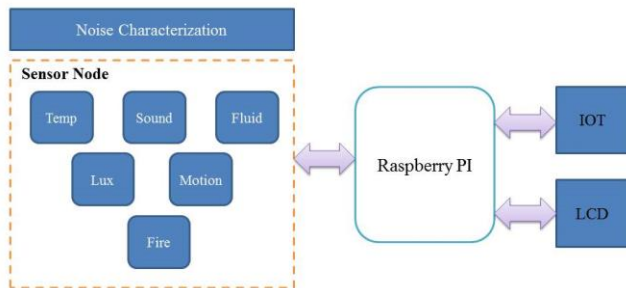 Noise Characterization
Sensor Node
Temp Sound Fluid
Lux Motion
Fire
Raspberry PI
IOT
LCD